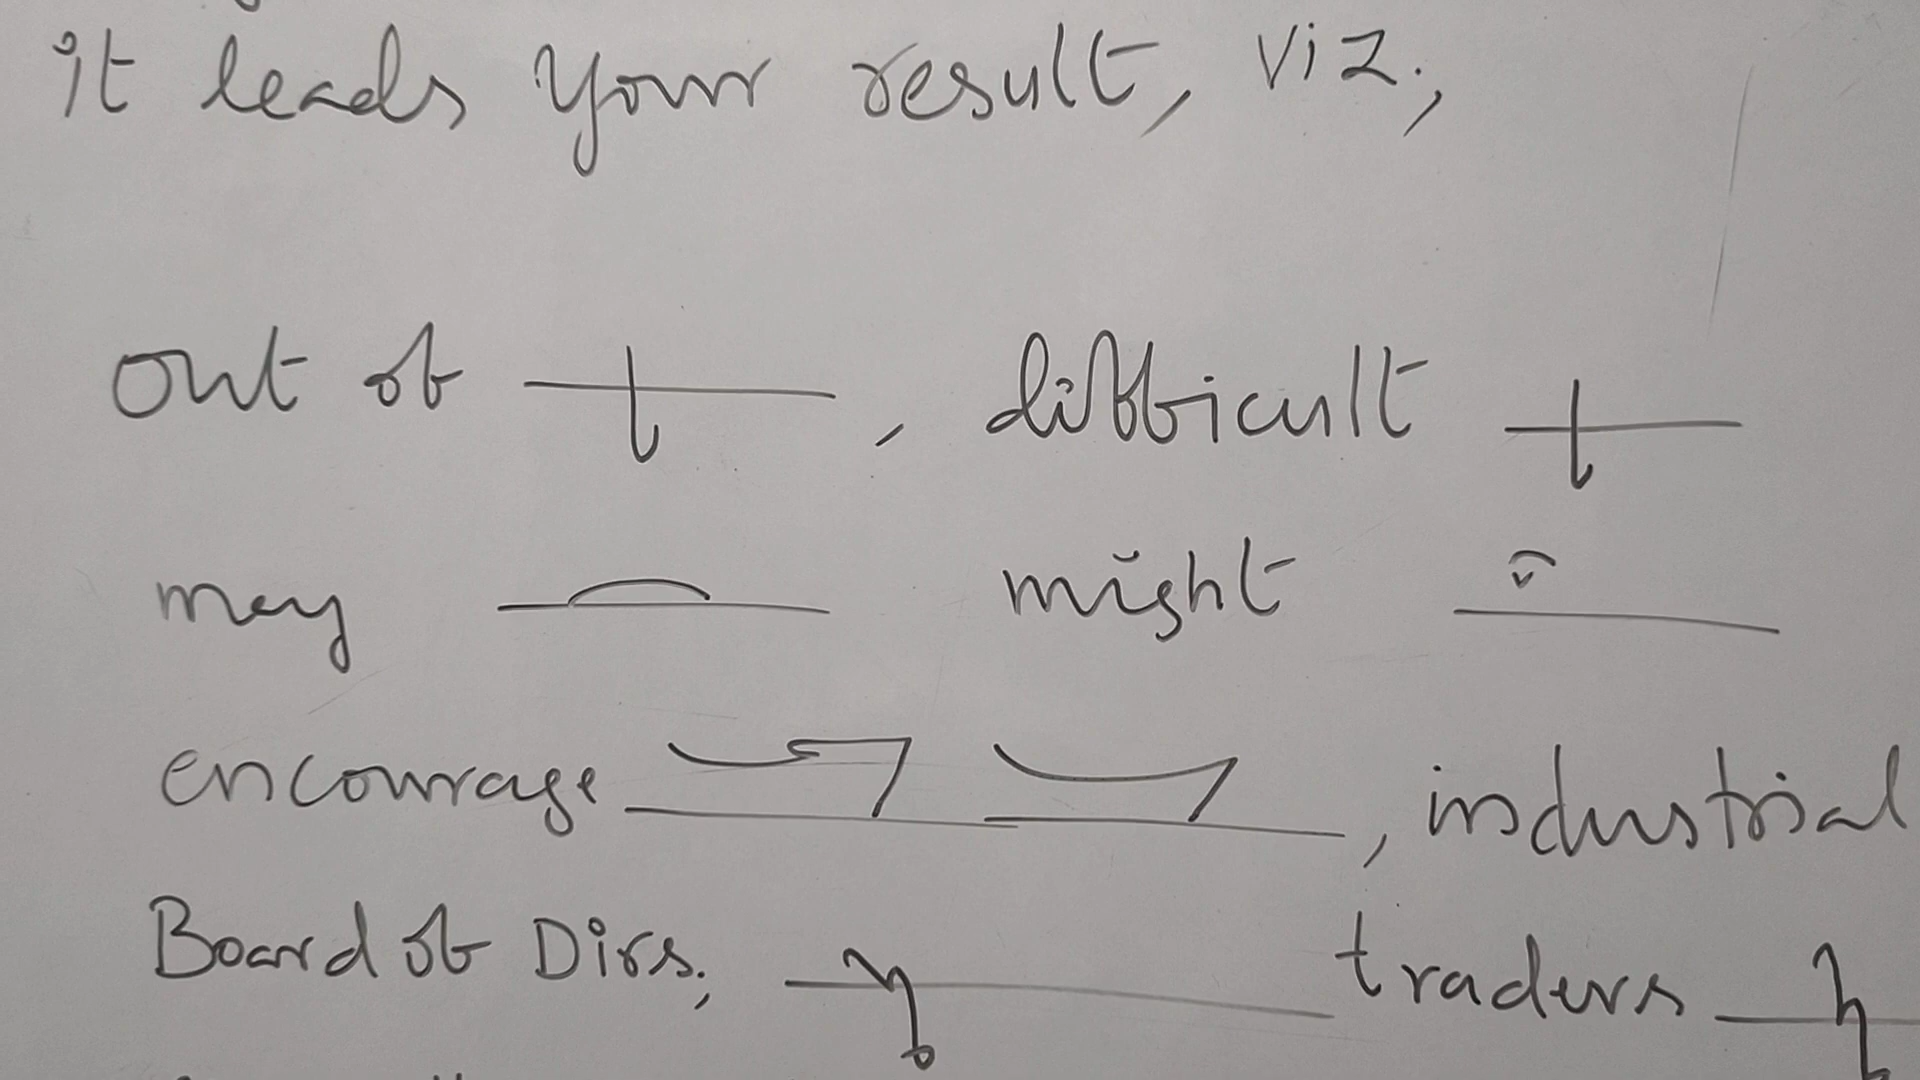 it leads your result, viz.,
out of , difficult
may might
encourage , industrial
Board of Dirs., traders